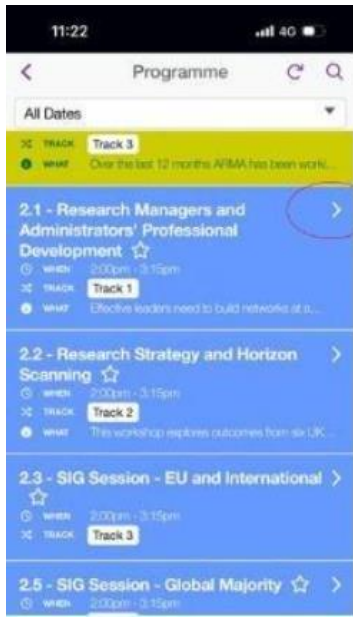 11:22
4G
Programme
All Dates
TRACK Track 3
WHAT Over the last 12 months ARMA has been worki...
2.1 - Research Managers and
Administrators' Professional
Development
WHEN 2:00pm - 3:15pm
TRACK Track 1
WHAT Effective leaders need to build networks at a...
2.2 - Research Strategy and Horizon
Scanning
WHEN 2:00pm - 3:15pm
TRACK Track 2
WHAT This workshop explores outcomes from six UK...
2.3 - SIG Session - EU and International
WHEN 2:00pm - 3:15pm
TRACK Track 3
2.5 - SIG Session - Global Majority
WHEN 2:00pm - 3:15pm